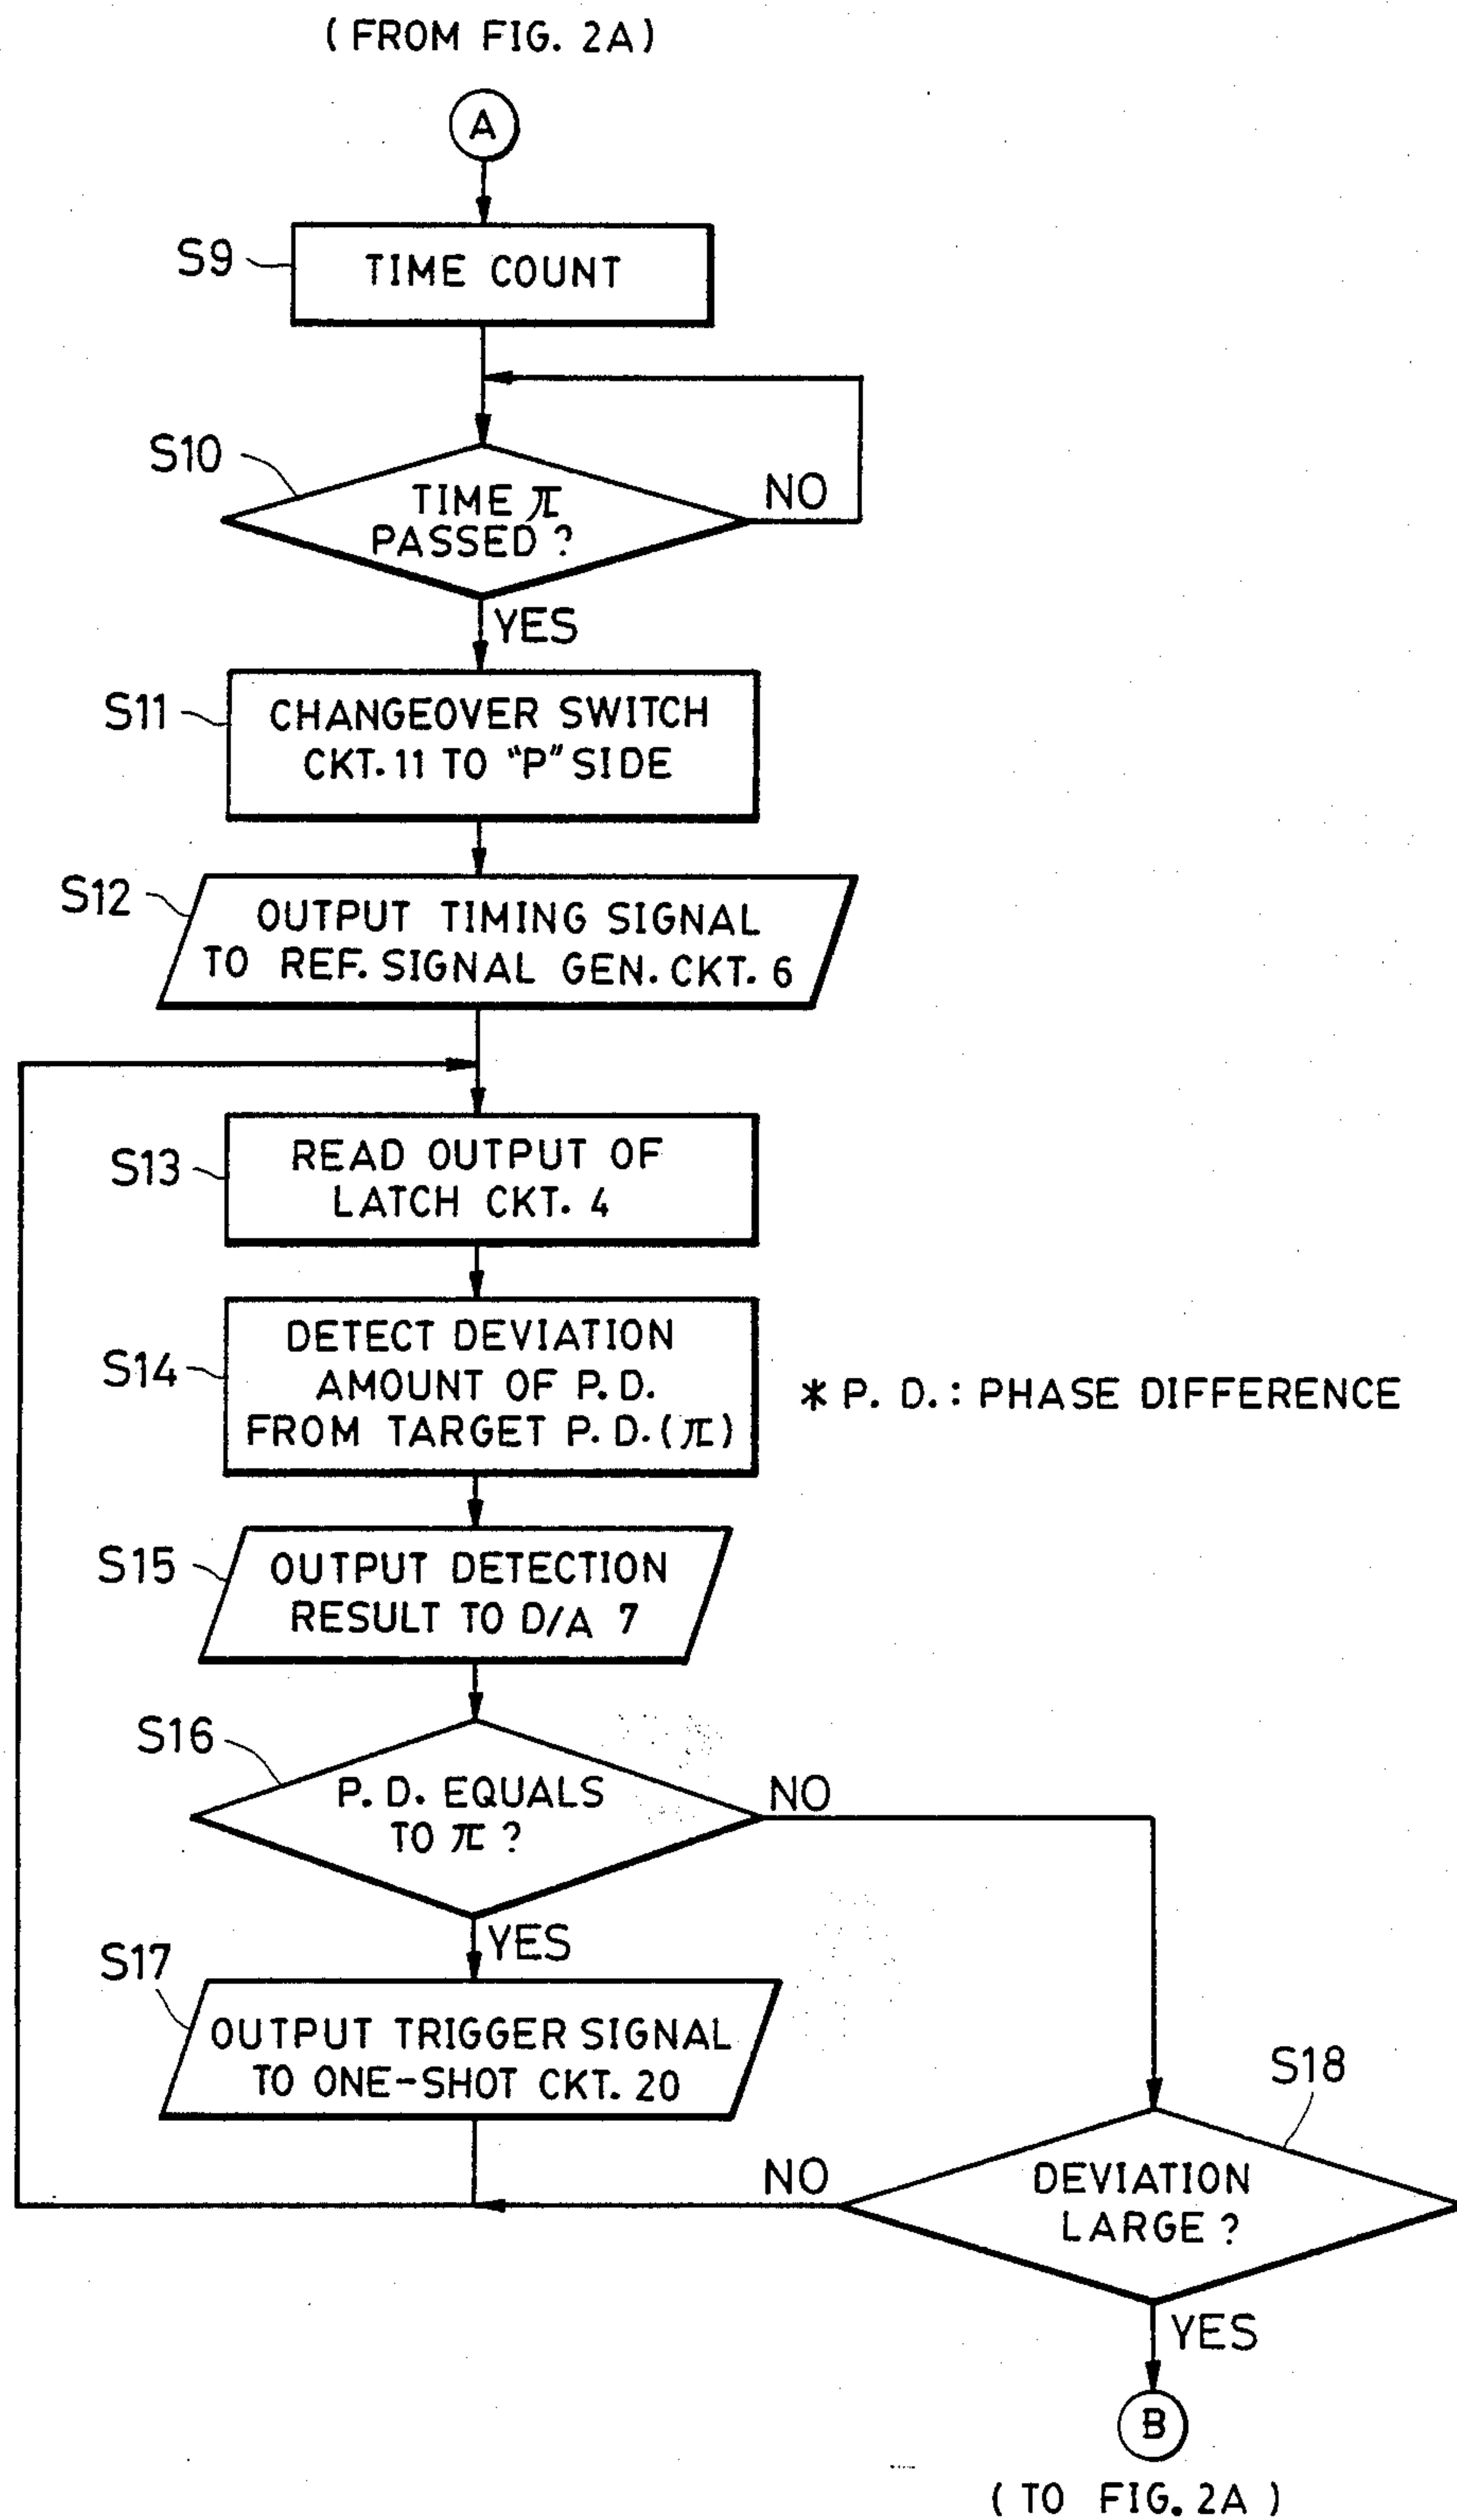 (FROM FIG. 2A)
A
S9
TIME COUNT
S10
TIME π
PASSED?
NO
YES
S11
CHANGEOVER SWITCH
CKT. 11 TO "P" SIDE
S12
OUTPUT TIMING SIGNAL
TO REF. SIGNAL GEN. CKT. 6
S13
READ OUTPUT OF
LATCH CKT. 4
S14
DETECT DEVIATION
AMOUNT OF P. D.
FROM TARGET P. D. (π)
* P. D. : PHASE DIFFERENCE
S15
OUTPUT DETECTION
RESULT TO D/A 7
S16
P. D. EQUALS
TO π ?
NO
YES
S17
OUTPUT TRIGGER SIGNAL
TO ONE-SHOT CKT. 20
S18
DEVIATION
LARGE ?
NO
YES
B
(TO FIG. 2A)